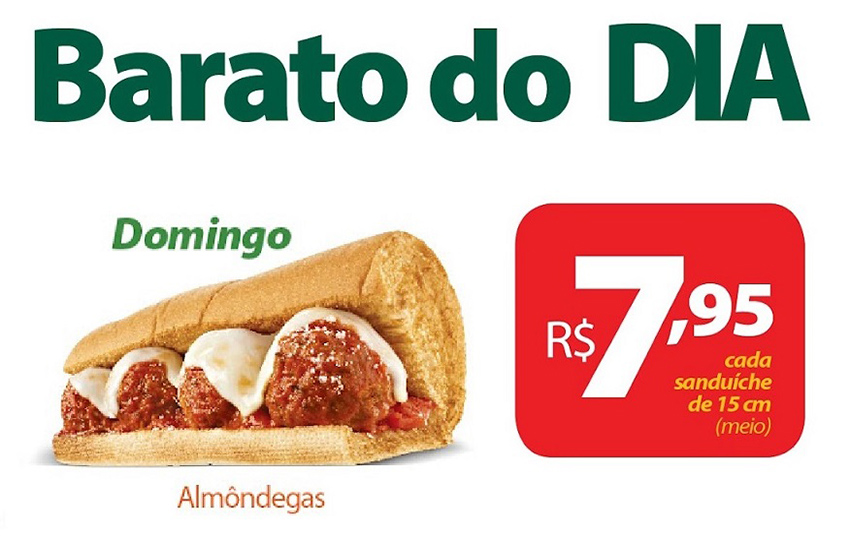 Barato do DIA
Domingo
R$ 7,95
cada
sanduíche
de 15 cm
(meio)
Almôndegas